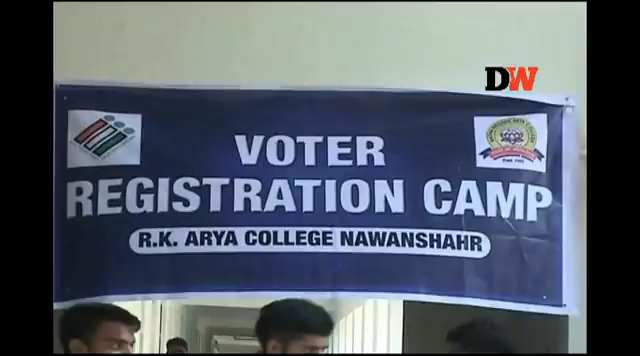 DW
VOTER
REGISTRATION CAMP
R.K. ARYA COLLEGE NAWANSHAHR